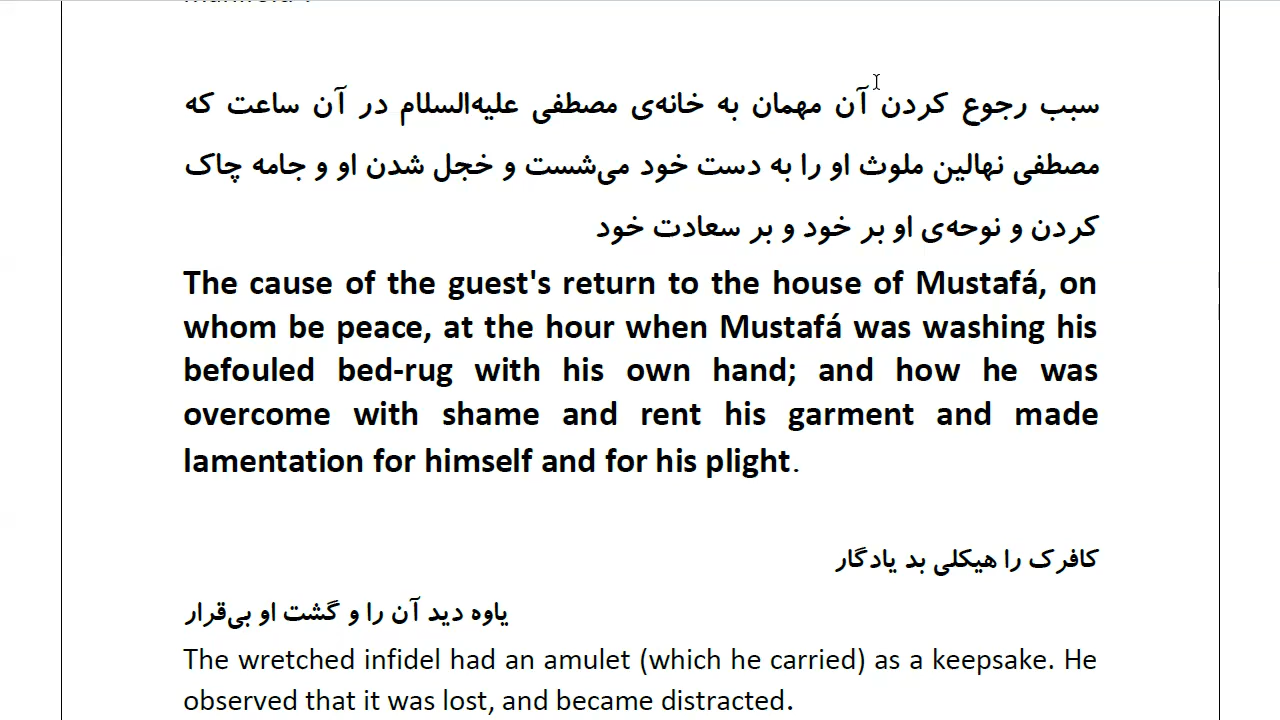 سبب رجوع کردن آن مهمان به خانه‌ی مصطفی علیه‌السلام در آن ساعت که
مصطفی نهالین ملوث او را به دست خود می‌شست و خجل شدن او و جامه چاک
کردن و نوحه‌ی او بر خود و بر سعادت خود
The cause of the guest's return to the house of Mustafá, on
whom be peace, at the hour when Mustafá was washing his
befouled bed-rug with his own hand; and how he was
overcome with shame and rent his garment and made
lamentation for himself and for his plight.
کافرک را هیکلی بد یادگار
یاوه دید آن را و گشت او بی‌قرار
The wretched infidel had an amulet (which he carried) as a keepsake. He
observed that it was lost, and became distracted.